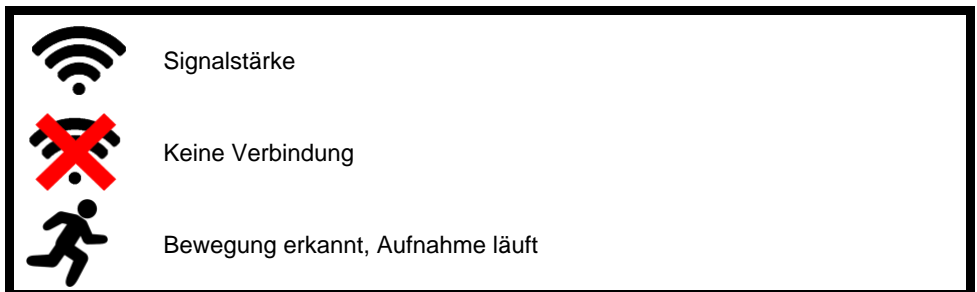 Signalstärke
Keine Verbindung
Bewegung erkannt, Aufnahme läuft